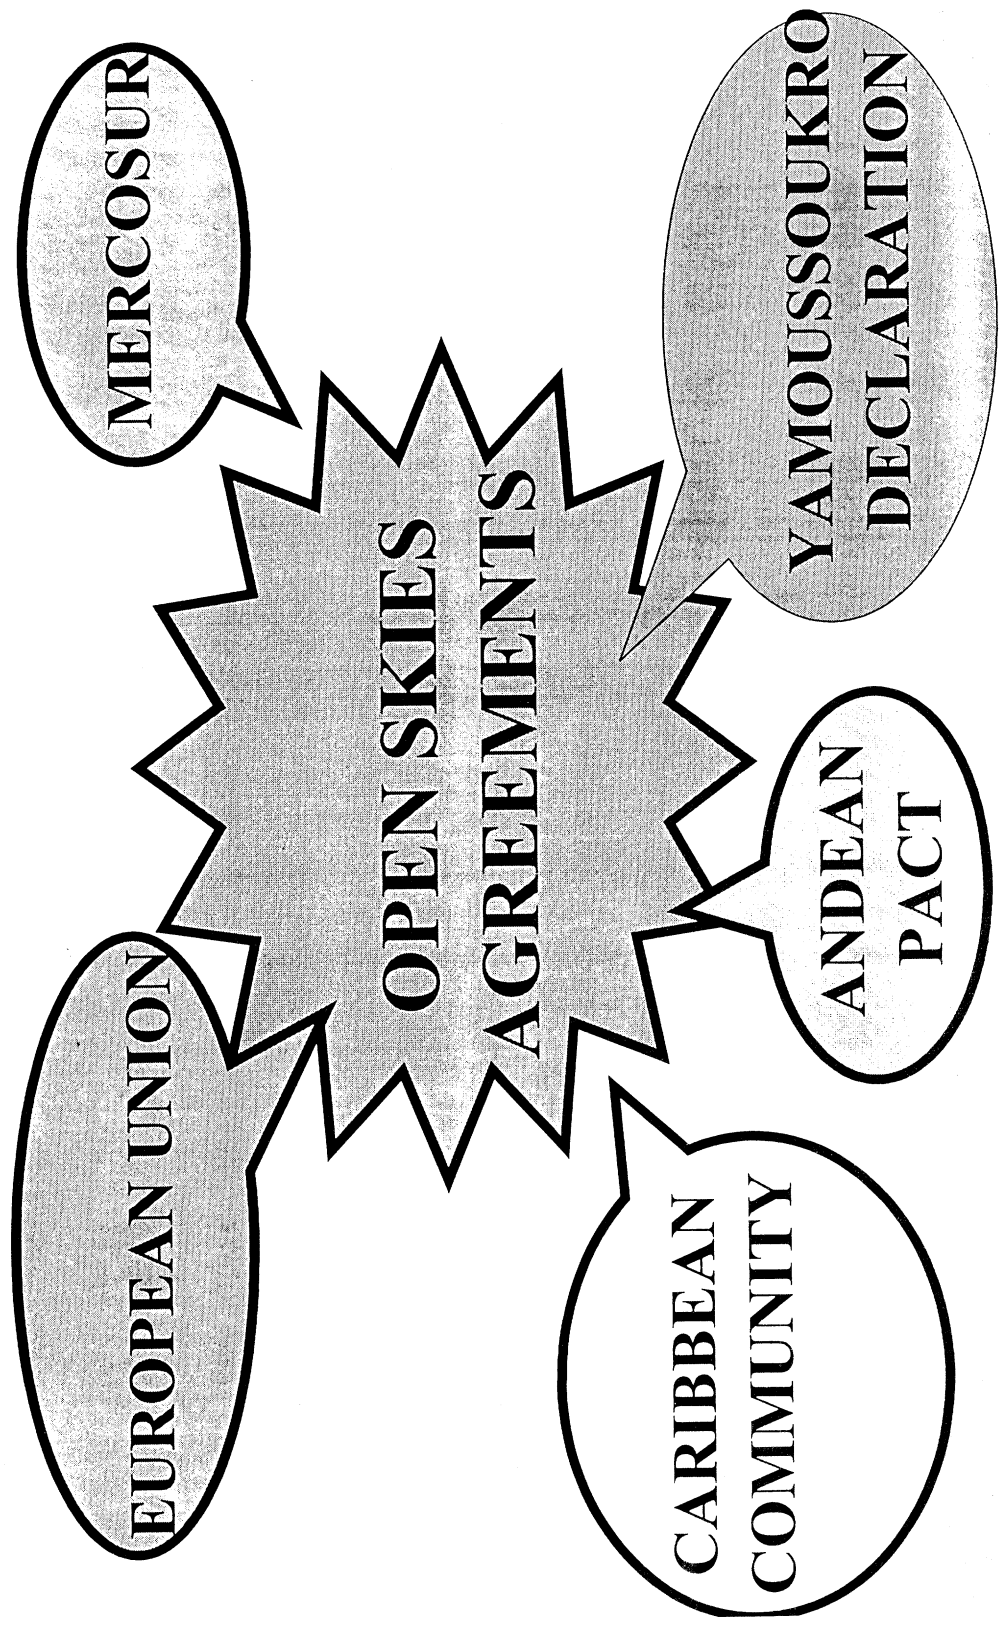 EUROPEAN UNION
MERCOSUR
OPEN SKIES
AGREEMENTS
CARIBBEAN
COMMUNITY
ANDEAN
PACT
YAMOUSSOUKRO
DECLARATION